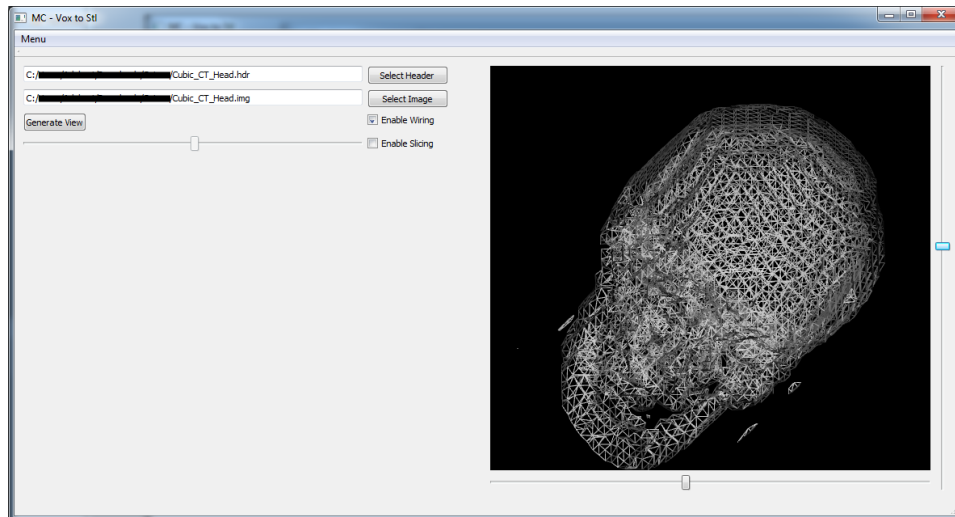 MC - Vox to Stl
Menu
C:/ /Cubic_CT_Head.hdr
Select Header
C:/ /Cubic_CT_Head.img
Select Image
Generate View
Enable Wiring
Enable Slicing